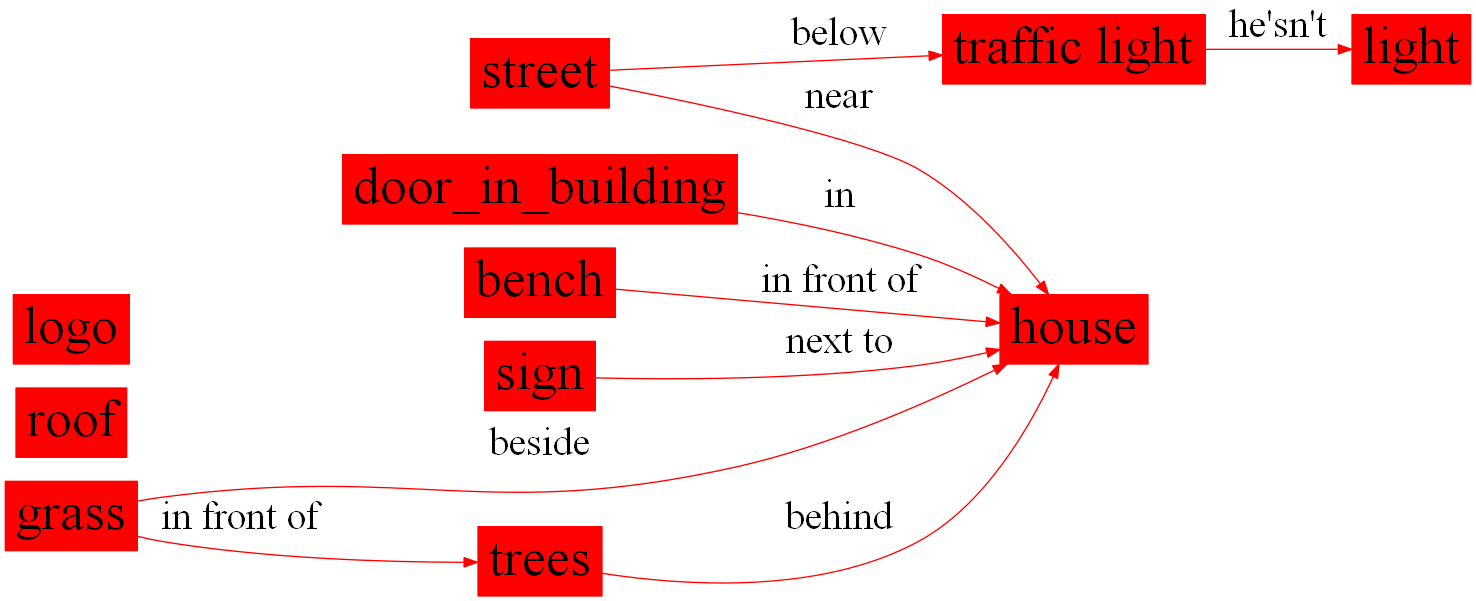 below
he'sn't
street
traffic light
light
near
door_in_building
in
bench
in front of
logo
house
next to
sign
roof
beside
grass
in front of
behind
trees